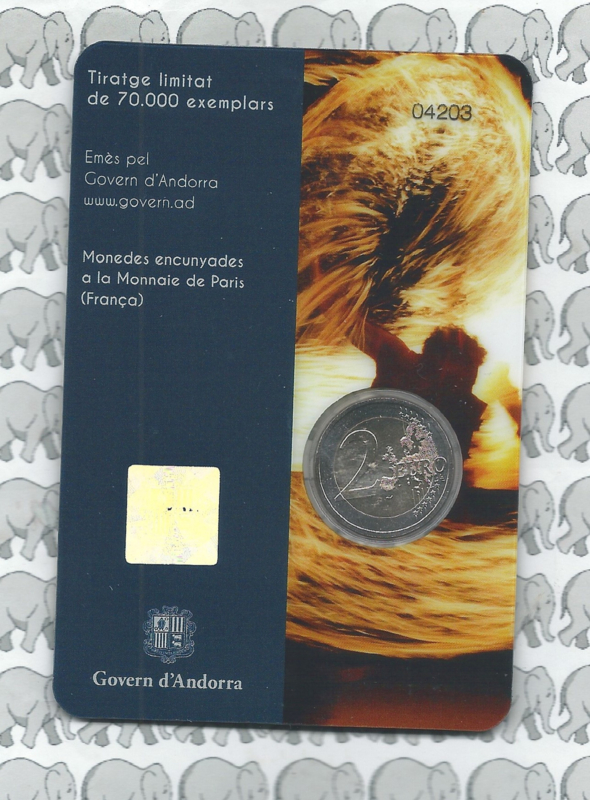 Tiratge limitat
de 70.000 exemplars
04203
Emès pel
Govern d'Andorra
www.govern.ad
Monedes encunyades
a la Monnaie de Paris
(França)
2 EURO
Govern d'Andorra